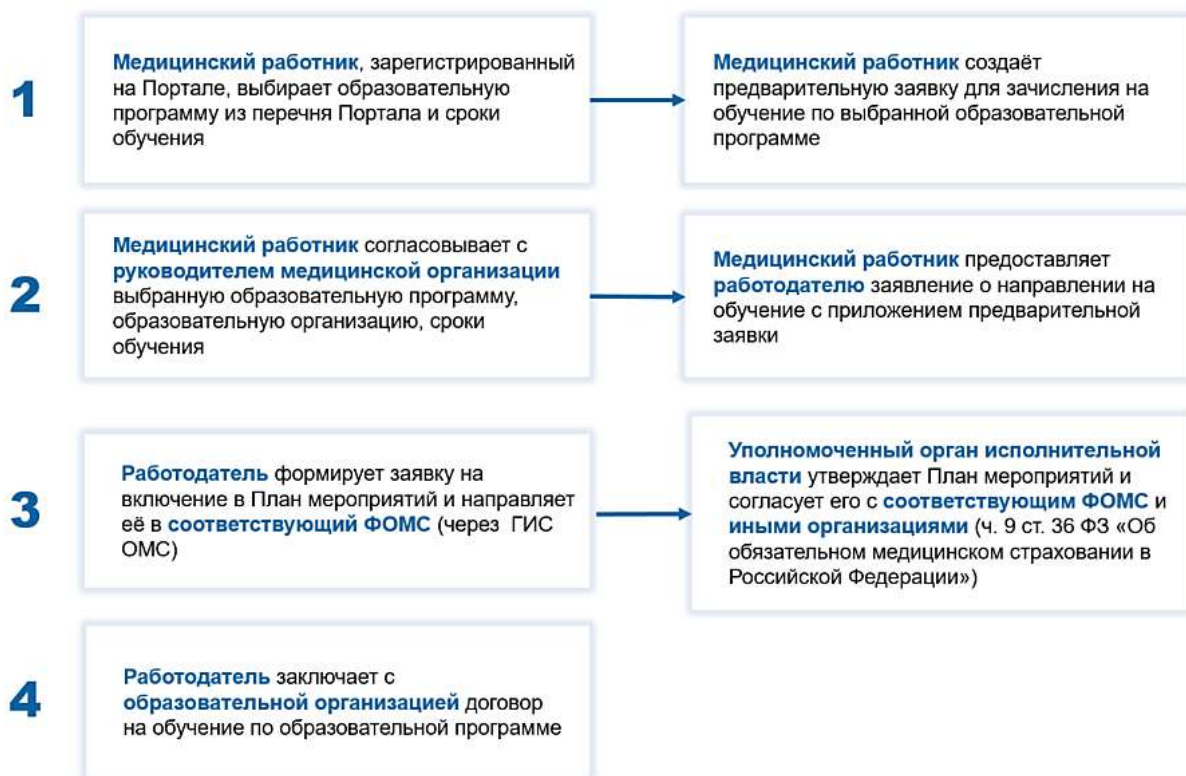 1
Медицинский работник, зарегистрированный
на Портале, выбирает образовательную
программу из перечня Портала и сроки
обучения
Медицинский работник создаёт
предварительную заявку для зачисления на
обучение по выбранной образовательной
программе
2
Медицинский работник согласовывает с
руководителем медицинской организации
выбранную образовательную программу,
образовательную организацию, сроки
обучения
Медицинский работник предоставляет
работодателю заявление о направлении на
обучение с приложением предварительной
заявки
3
Работодатель формирует заявку на
включение в План мероприятий и направляет
её в соответствующий ФОМС (через ГИС
ОМС)
Уполномоченный орган исполнительной
власти утверждает План мероприятий и
согласует его с соответствующим ФОМС и
иными организациями (ч. 9 ст. 36 ФЗ «Об
обязательном медицинском страховании в
Российской Федерации»)
4
Работодатель заключает с
образовательной организацией договор
на обучение по образовательной программе